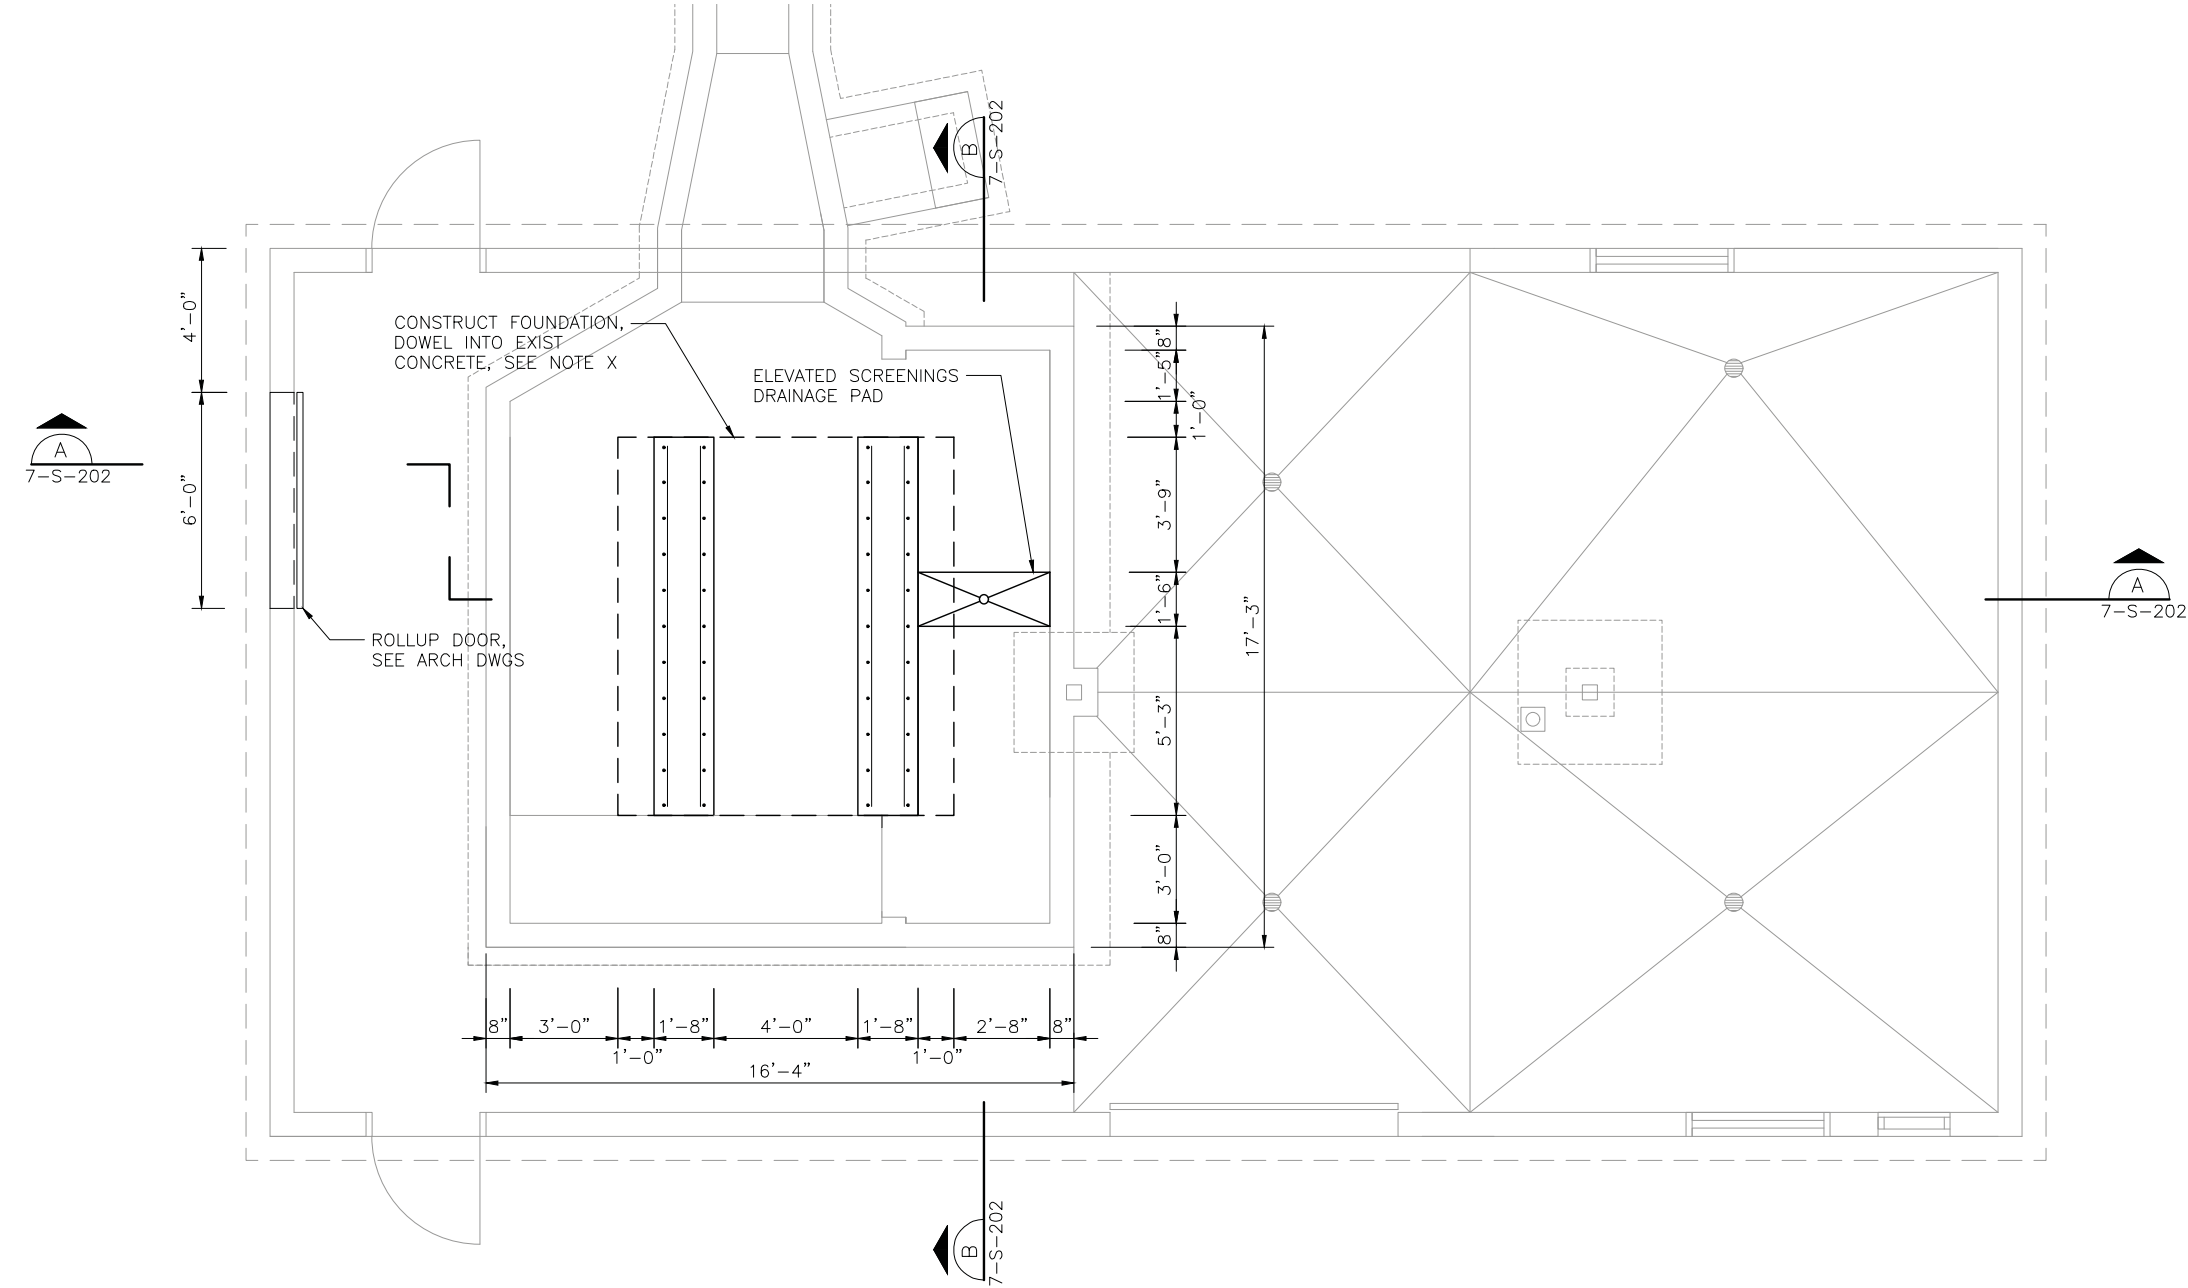 B
7-S-202
4'-0"
CONSTRUCT FOUNDATION,
DOWEL INTO EXIST
CONCRETE, SEE NOTE X
ELEVATED SCREENINGS
DRAINAGE PAD
8"
1'-5"
1'-0"
A
7-S-202
6'-0"
3'-9"
1'-6"
17'-3"
A
7-S-202
ROLLUP DOOR,
SEE ARCH DWGS
5'-3"
3'-0"
8"
8"
3'-0"
1'-0"
1'-8"
4'-0"
1'-8"
1'-0"
2'-8"
8"
16'-4"
B
7-S-202